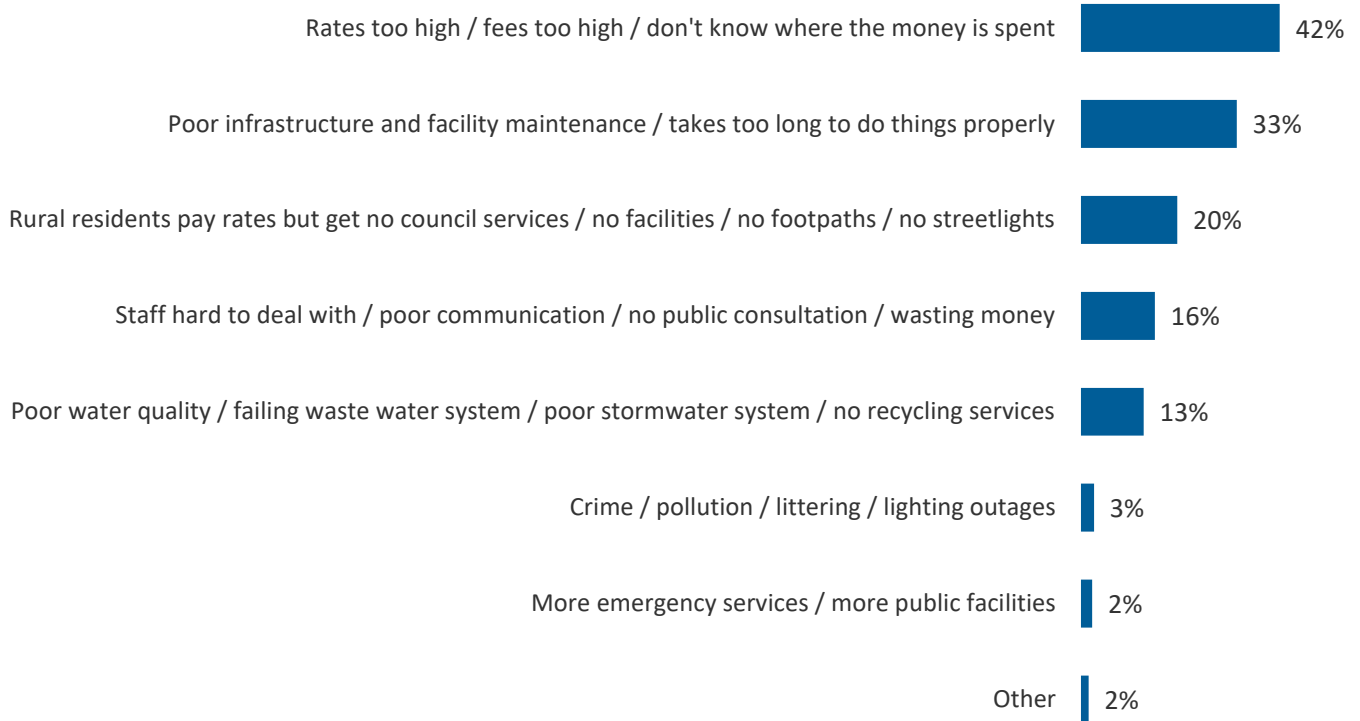 Rates too high / fees too high / don't know where the money is spent 42%
Poor infrastructure and facility maintenance / takes too long to do things properly 33%
Rural residents pay rates but get no council services / no facilities / no footpaths / no streetlights 20%
Staff hard to deal with / poor communication / no public consultation / wasting money 16%
Poor water quality / failing waste water system / poor stormwater system / no recycling services 13%
Crime / pollution / littering / lighting outages 3%
More emergency services / more public facilities 2%
Other 2%